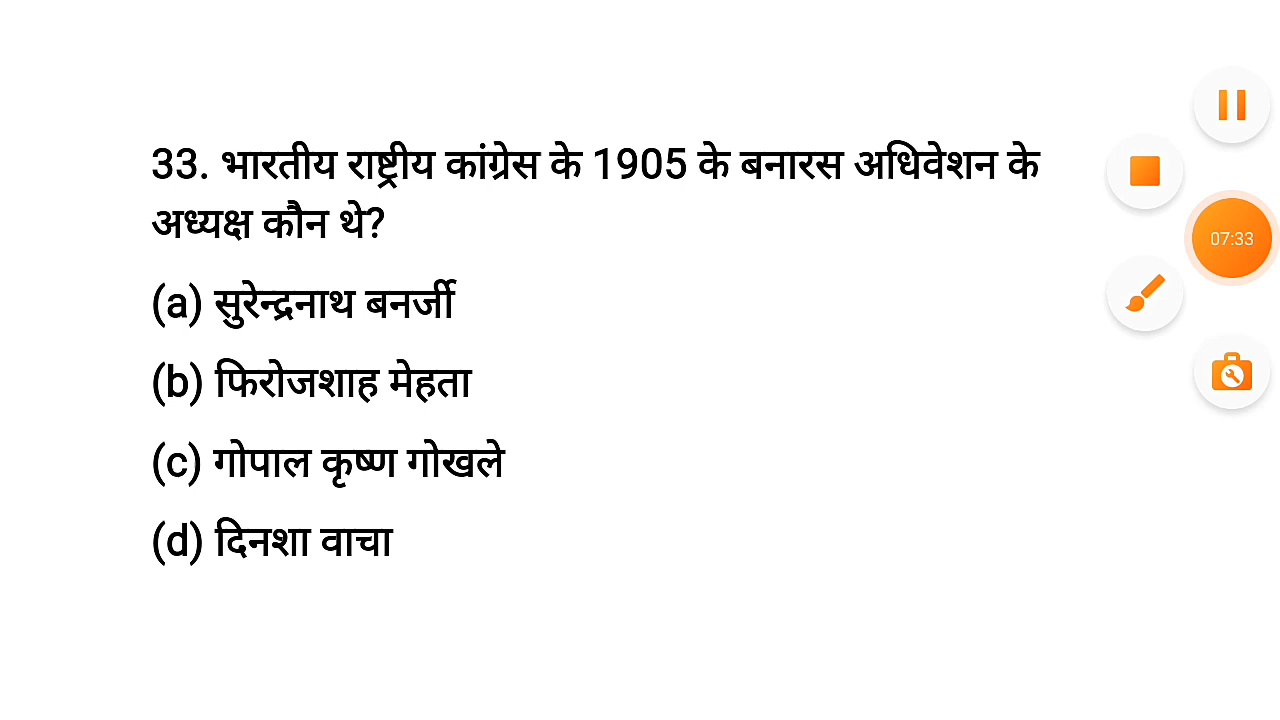 33. भारतीय राष्ट्रीय कांग्रेस के 1905 के बनारस अधिवेशन के
अध्यक्ष कौन थे?
(a) सुरेन्द्रनाथ बनर्जी
(b) फिरोजशाह मेहता
(c) गोपाल कृष्ण गोखले
(d) दिनशा वाचा
07:33